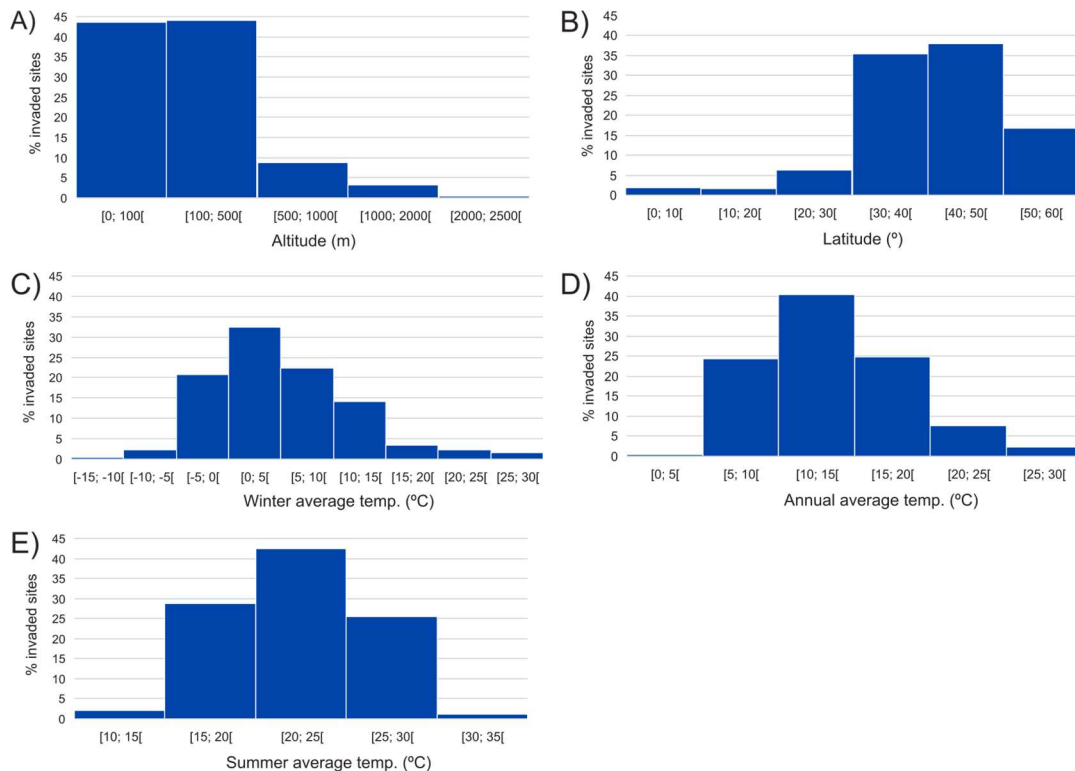 A)
% invaded sites
45
40
35
30
25
20
15
10
5
0
[0; 100[ [100; 500[ [500; 1000[ [1000; 2000[ [2000; 2500[
Altitude (m)
B)
% invaded sites
45
40
35
30
25
20
15
10
5
0
[0; 10[ [10; 20[ [20; 30[ [30; 40[ [40; 50[ [50; 60[
Latitude (º)
C)
% invaded sites
45
40
35
30
25
20
15
10
5
0
[-15; -10[ [-10; -5[ [-5; 0[ [0; 5[ [5; 10[ [10; 15[ [15; 20[ [20; 25[ [25; 30[
Winter average temp. (ºC)
D)
% invaded sites
45
40
35
30
25
20
15
10
5
0
[0; 5[ [5; 10[ [10; 15[ [15; 20[ [20; 25[ [25; 30[
Annual average temp. (ºC)
E)
% invaded sites
45
40
35
30
25
20
15
10
5
0
[10; 15[ [15; 20[ [20; 25[ [25; 30[ [30; 35[
Summer average temp. (ºC)